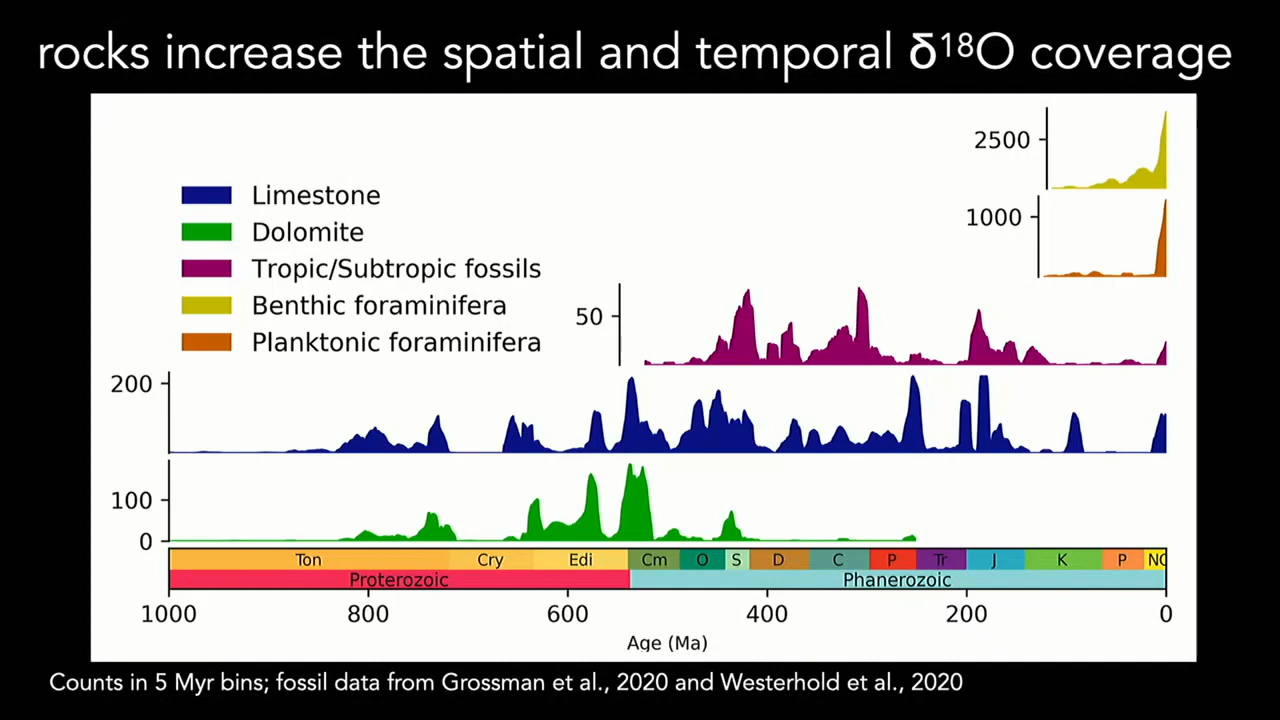 rocks increase the spatial and temporal δ¹⁸O coverage
2500
1000
Limestone
Dolomite
Tropic/Subtropic fossils
Benthic foraminifera
Planktonic foraminifera
50
200
100
0
Ton Cry Edi Cm O S D C P Tr J K P NQ
Proterozoic Phanerozoic
1000 800 600 400 200 0
Age (Ma)
Counts in 5 Myr bins; fossil data from Grossman et al., 2020 and Westerhold et al., 2020